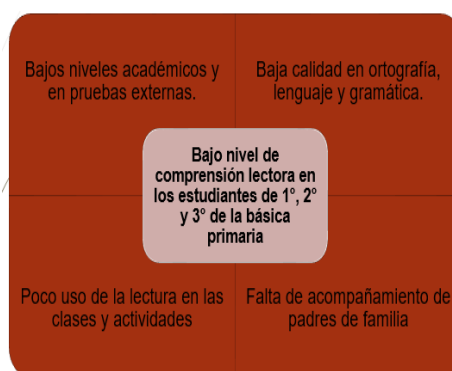 Bajos niveles académicos y
en pruebas externas.
Baja calidad en ortografía,
lenguaje y gramática.
Bajo nivel de
comprensión lectora en
los estudiantes de 1°, 2°
y 3° de la básica
primaria
Poco uso de la lectura en las
clases y actividades
Falta de acompañamiento de
padres de familia